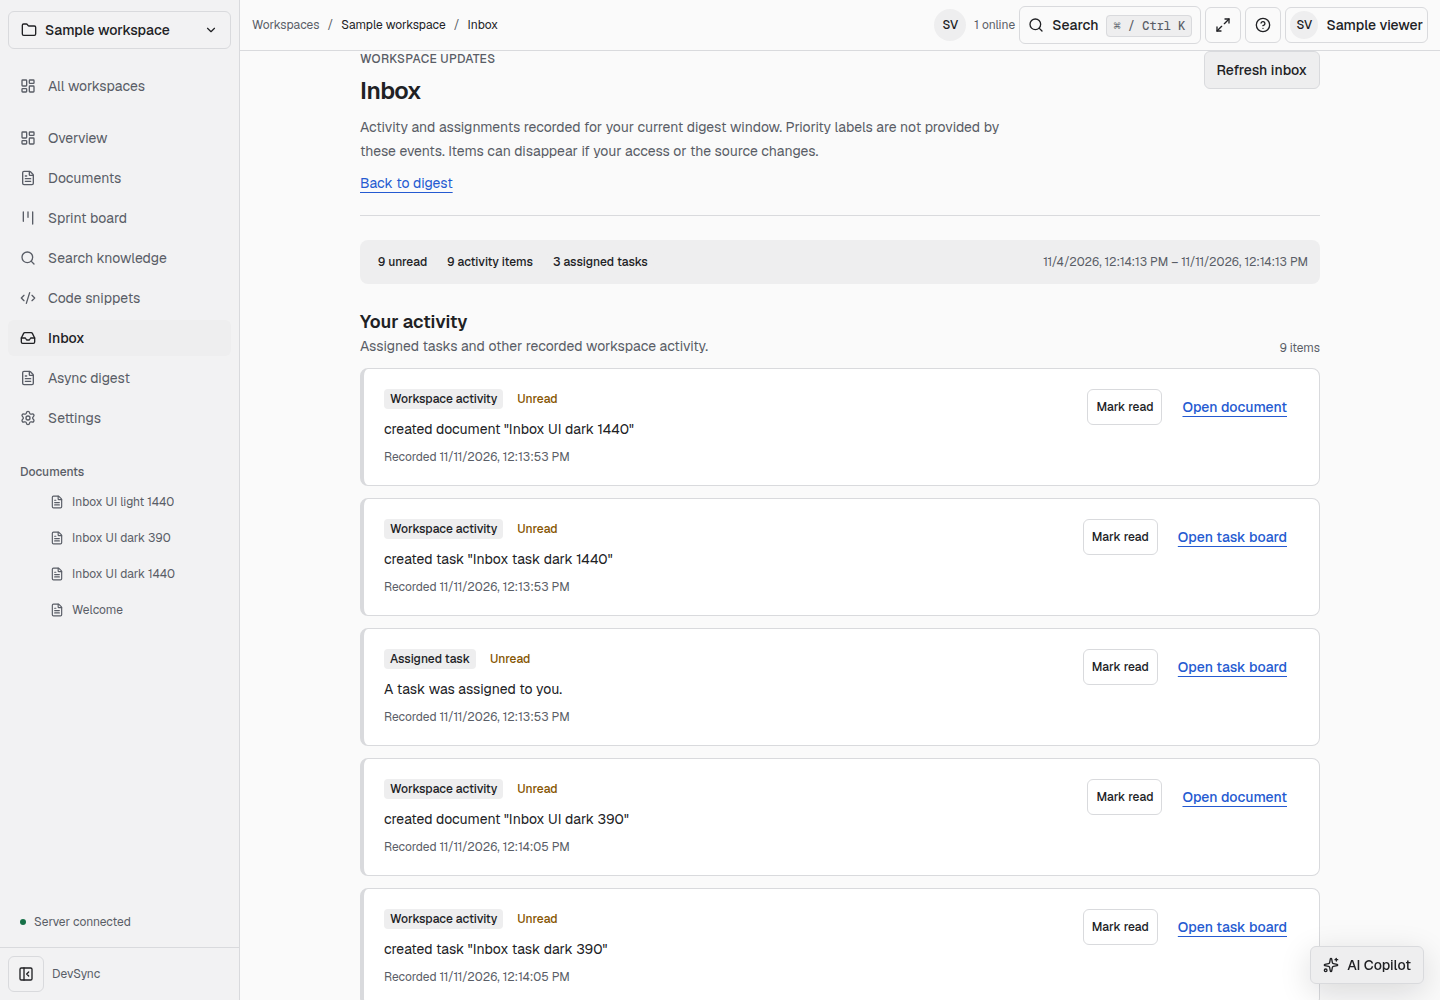 Sample workspace
All workspaces
Overview
Documents
Sprint board
Search knowledge
Code snippets
Inbox
Async digest
Settings
Documents
Inbox UI light 1440
Inbox UI dark 390
Inbox UI dark 1440
Welcome
Server connected
DevSync
Workspaces / Sample workspace / Inbox
SV 1 online Search ⌘ / Ctrl K SV Sample viewer
WORKSPACE UPDATES
Refresh inbox
Inbox
Activity and assignments recorded for your current digest window. Priority labels are not provided by
these events. Items can disappear if your access or the source changes.
Back to digest
9 unread 9 activity items 3 assigned tasks 11/4/2026, 12:14:13 PM – 11/11/2026, 12:14:13 PM
Your activity
Assigned tasks and other recorded workspace activity. 9 items
Workspace activity Unread Mark read Open document
created document "Inbox UI dark 1440"
Recorded 11/11/2026, 12:13:53 PM
Workspace activity Unread Mark read Open task board
created task "Inbox task dark 1440"
Recorded 11/11/2026, 12:13:53 PM
Assigned task Unread Mark read Open task board
A task was assigned to you.
Recorded 11/11/2026, 12:13:53 PM
Workspace activity Unread Mark read Open document
created document "Inbox UI dark 390"
Recorded 11/11/2026, 12:14:05 PM
Workspace activity Unread Mark read Open task board
created task "Inbox task dark 390"
Recorded 11/11/2026, 12:14:05 PM
AI Copilot